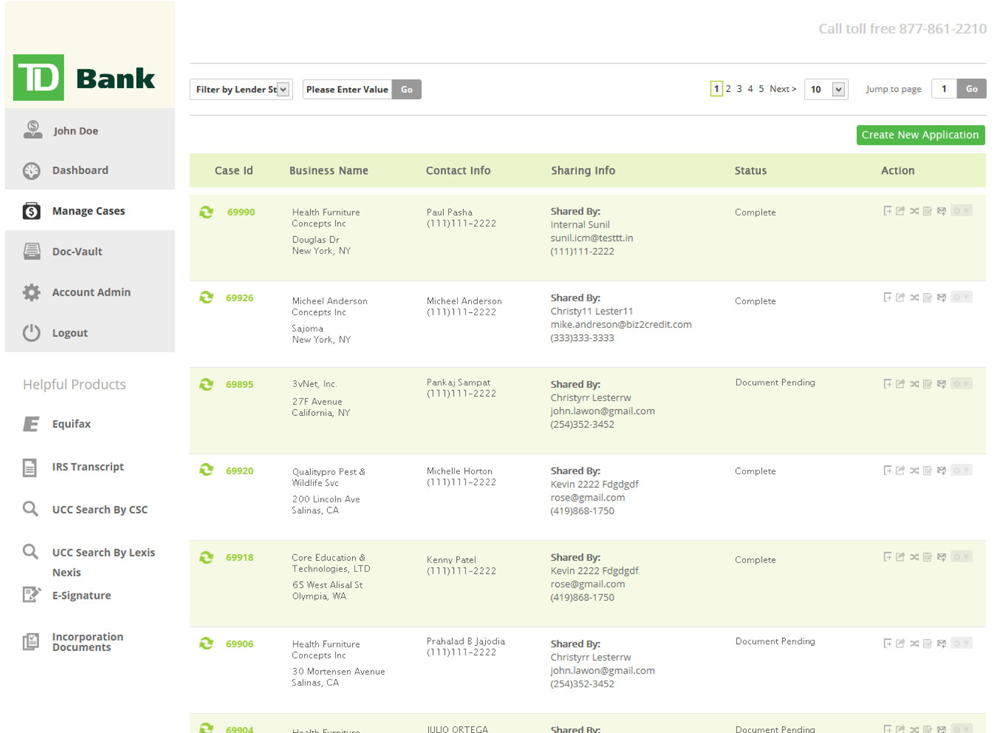 Call toll free 877-861-2210
TD Bank
John Doe
Dashboard
Manage Cases
Doc-Vault
Account Admin
Logout
Helpful Products
Equifax
IRS Transcript
UCC Search By CSC
UCC Search By Lexis
Nexis
E-Signature
Incorporation
Documents
Filter by Lender St Please Enter Value Go 1 2 3 4 5 Next > 10 Jump to page 1 Go
Create New Application
Case Id Business Name Contact Info Sharing Info Status Action
69990
Health Furniture
Concepts Inc
Douglas Dr
New York, NY
Paul Pasha
(111)111-2222
Shared By:
Internal Sunil
sunil.icm@testtt.in
(111)111-2222
Complete
69926
Micheel Anderson
Concepts Inc
Sajoma
New York, NY
Micheel Anderson
(111)111-2222
Shared By:
Christy11 Lester11
mike.andreson@biz2credit.com
(333)333-3333
Complete
69895
3vNet, Inc.
27F Avenue
California, NY
Pankaj Sampat
(111)111-2222
Shared By:
Christyrr Lesterrw
john.lawon@gmail.com
(254)352-3452
Document Pending
69920
Qualitypro Pest &
Wildlife Svc
200 Lincoln Ave
Salinas, CA
Michelle Horton
(111)111-2222
Shared By:
Kevin 2222 Fdgdgdf
rose@gmail.com
(419)868-1750
Complete
69918
Core Education &
Technologies, LTD
65 West Alisal St
Olympia, WA
Kenny Patel
(111)111-2222
Shared By:
Kevin 2222 Fdgdgdf
rose@gmail.com
(419)868-1750
Complete
69906
Health Furniture
Concepts Inc
30 Mortensen Avenue
Salinas, CA
Prahalad B Jajodia
(111)111-2222
Shared By:
Christyrr Lesterrw
john.lawon@gmail.com
(254)352-3452
Document Pending
69904
Health Furniture
JULIO ORTEGA
Shared By:
Document Pending